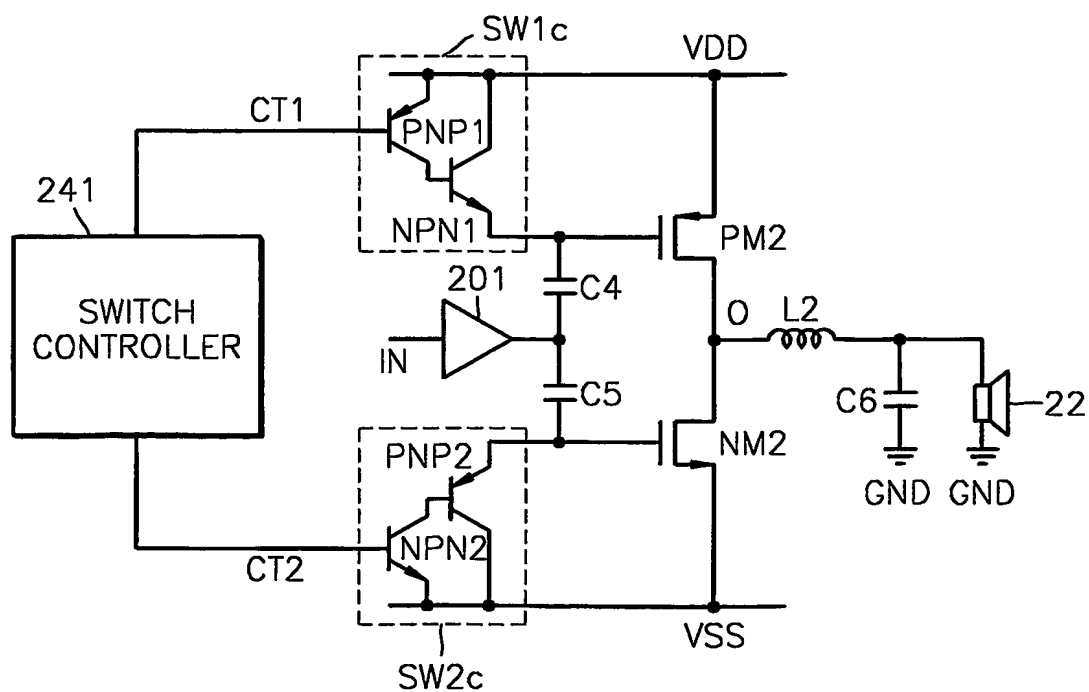 SW1c
VDD
CT1
PNP1
241
NPN1
PM2
201
C4
SWITCH
CONTROLLER
O
L2
IN
C5
C6
22
PNP2
NM2
GND
GND
NPN2
CT2
VSS
SW2c